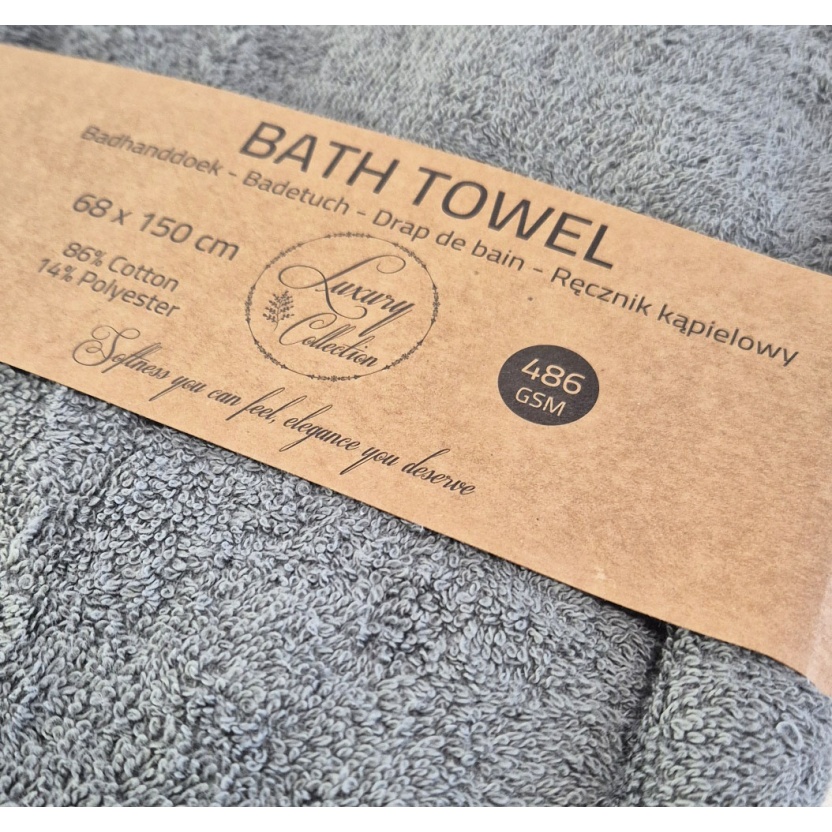 BATH TOWEL
Badhanddoek - Badetuch - Drap de bain - Ręcznik kąpielowy
68 x 150 cm
86% Cotton
14% Polyester
Luxury
Collection
486
GSM
Softness you can feel, elegance you deserve